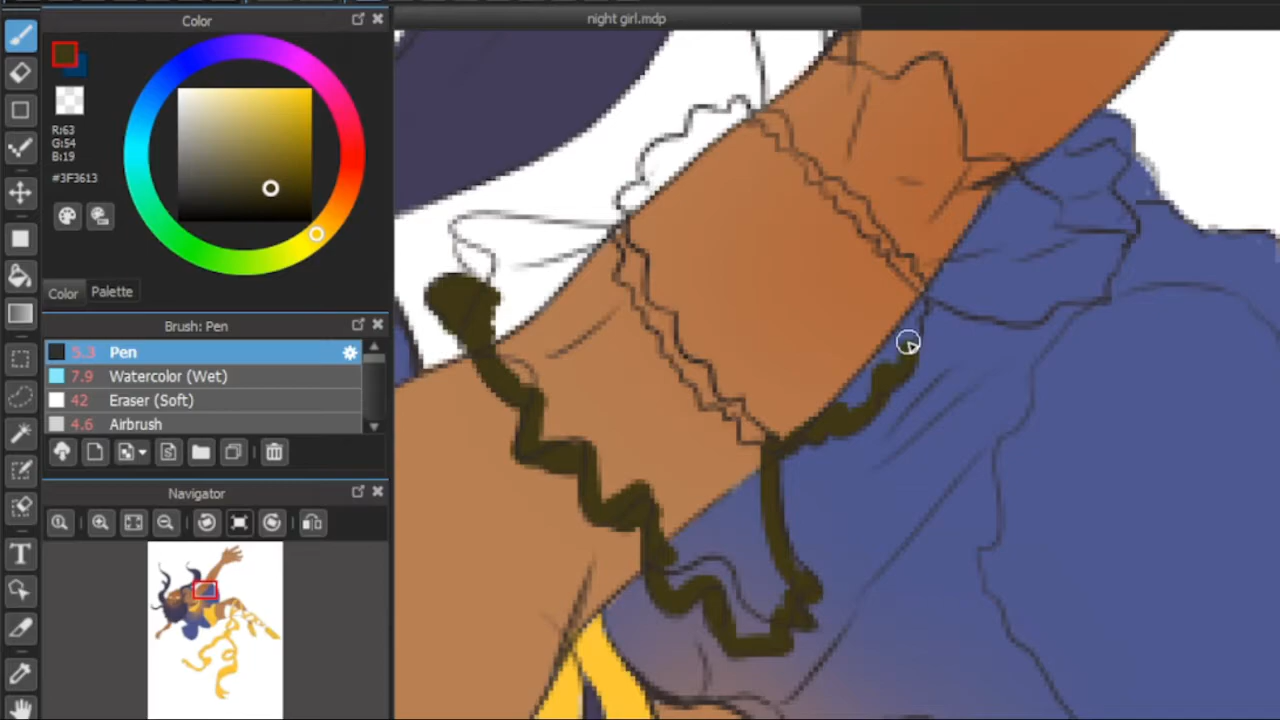 Color
night girl.mdp
R:63
G:54
B:19
#3F3613
Color
Palette
Brush: Pen
5.3 Pen
7.9 Watercolor (Wet)
42 Eraser (Soft)
4.6 Airbrush
Navigator
T